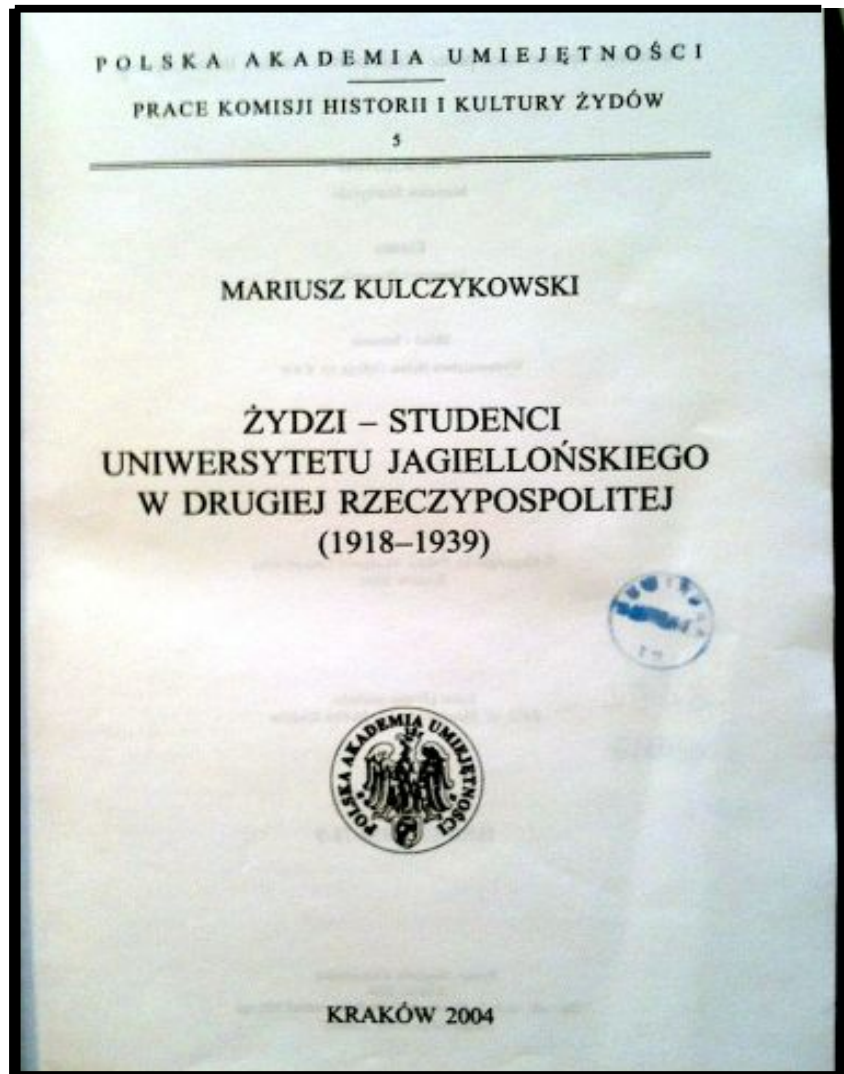 POLSKA AKADEMIA UMIEJĘTNOŚCI
PRACE KOMISJI HISTORII I KULTURY ŻYDÓW
5
MARIUSZ KULCZYKOWSKI
ŻYDZI – STUDENCI
UNIWERSYTETU JAGIELLOŃSKIEGO
W DRUGIEJ RZECZYPOSPOLITEJ
(1918–1939)
POLSKA AKADEMIA UMIEJĘTNOŚCI
KRAKÓW 2004